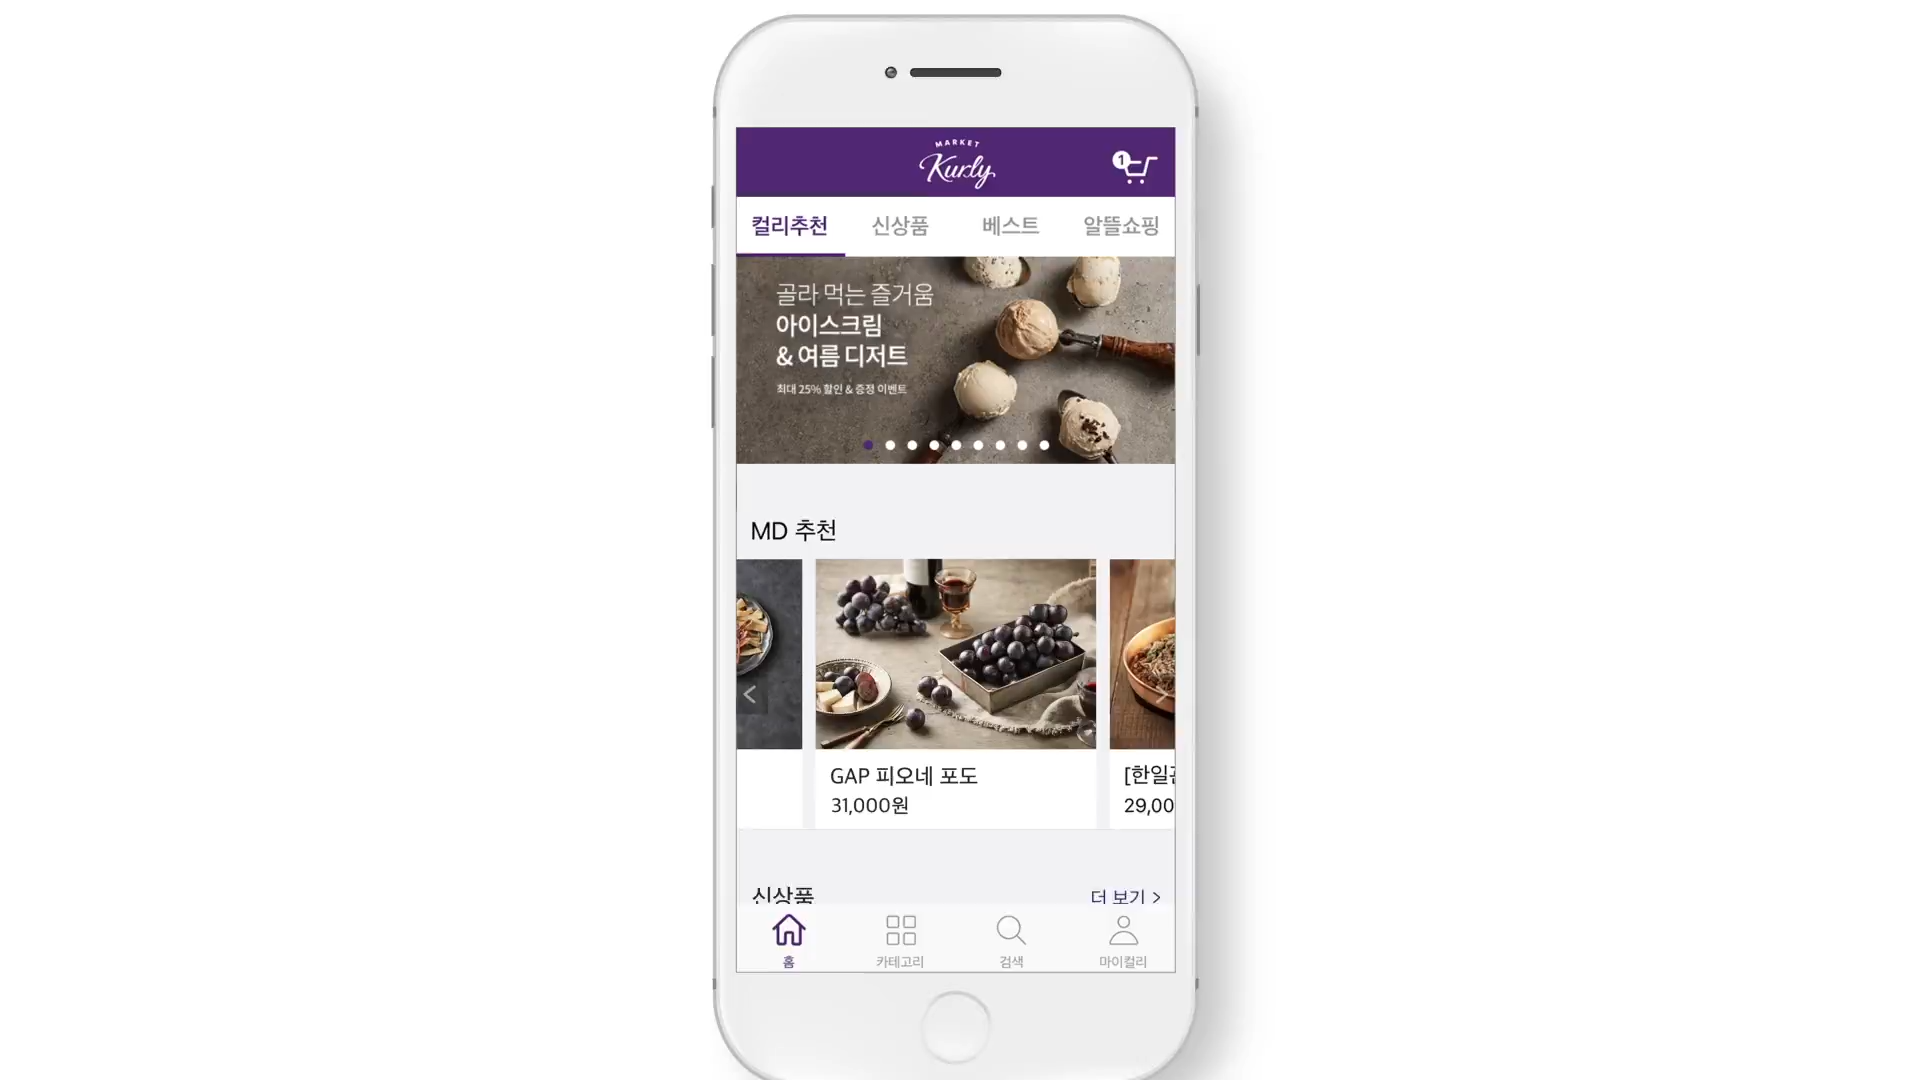 MARKET
Kurly
1
컬리추천 신상품 베스트 알뜰쇼핑
골라 먹는 즐거움
아이스크림
& 여름 디저트
최대 25% 할인 & 증정 이벤트
MD 추천
GAP 피오네 포도
31,000원
[한일관
29,00
신상품 더 보기 >
홈 카테고리 검색 마이컬리